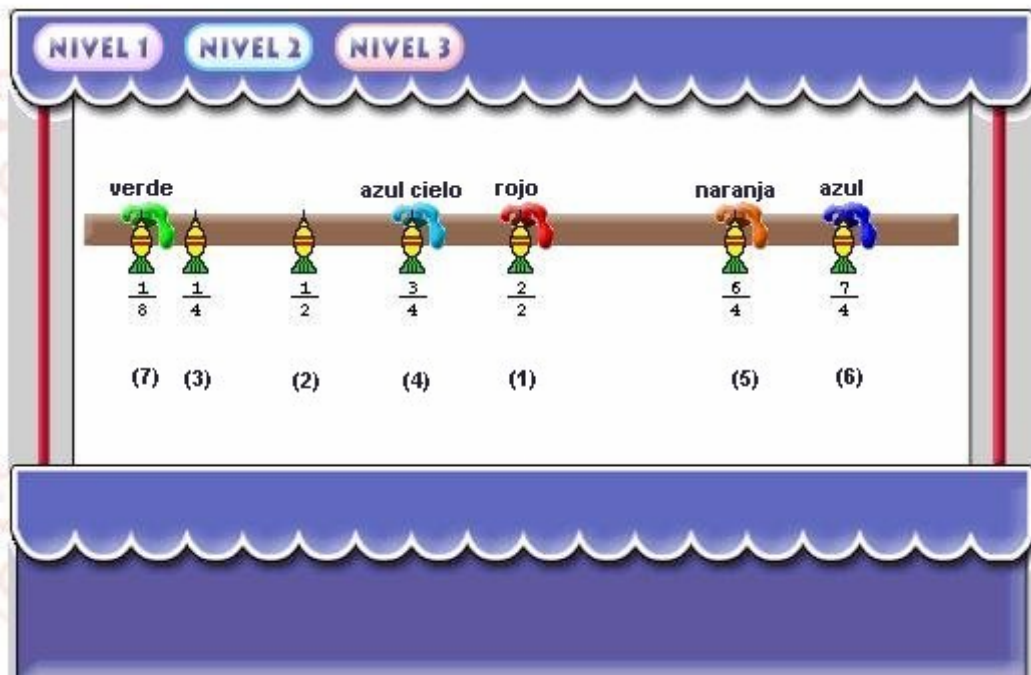 NIVEL 1 NIVEL 2 NIVEL 3
verde azul cielo rojo naranja azul
1/8 1/4 1/2 3/4 2/2 6/4 7/4
(7) (3) (2) (4) (1) (5) (6)